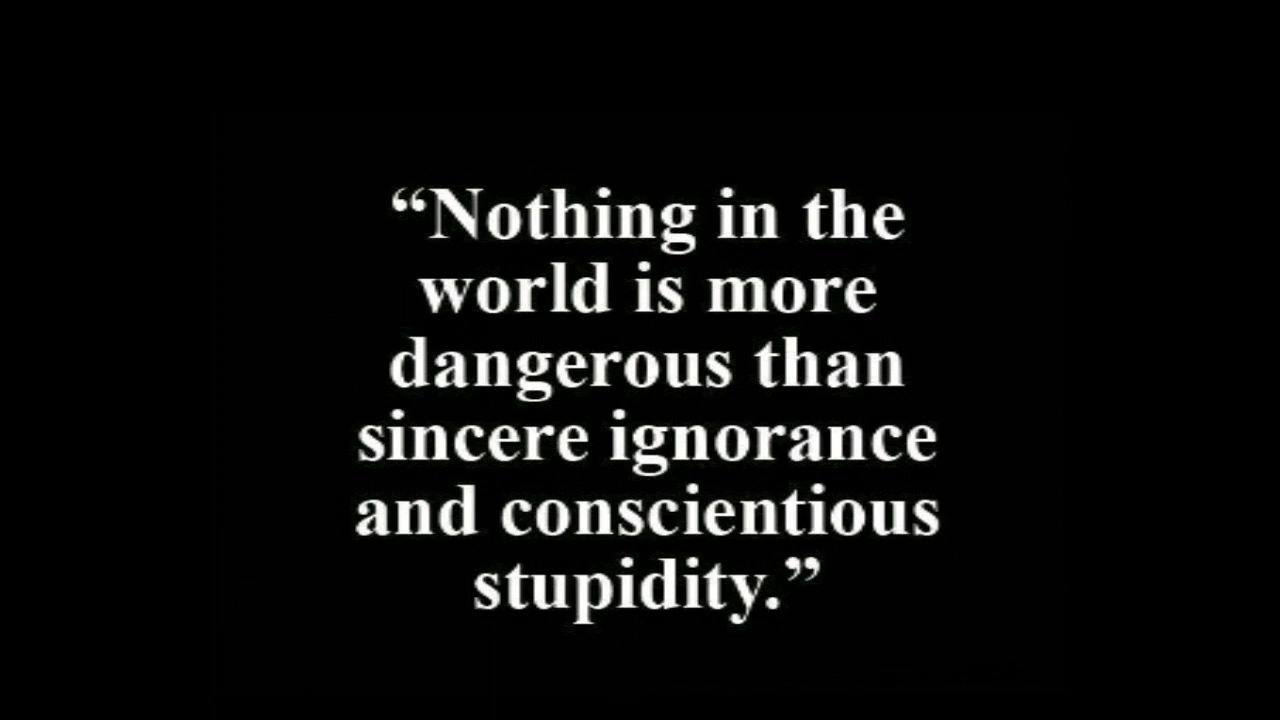 “Nothing in the
world is more
dangerous than
sincere ignorance
and conscientious
stupidity.”